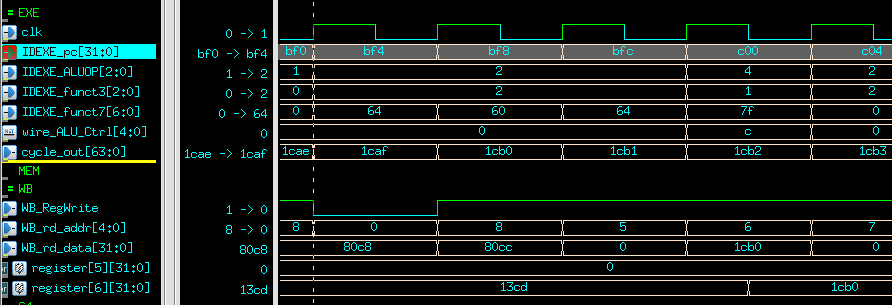 = EXE
clk 0 -> 1
IDEXE_pc[31:0] bf0 -> bf4 bf0 bf4 bf8 bfc c00 c04
IDEXE_ALUOP[2:0] 1 -> 2 1 2 4 2
IDEXE_funct3[2:0] 0 -> 2 0 2 1 2
IDEXE_funct7[6:0] 0 -> 64 0 64 60 64 7f 0
wire_ALU_Ctrl[4:0] 0 0 c 0
cycle_out[63:0] 1cae -> 1caf 1cae 1caf 1cb0 1cb1 1cb2 1cb3
MEM
= WB
WB_RegWrite 1 -> 0
WB_rd_addr[4:0] 8 -> 0 8 0 8 5 6 7
WB_rd_data[31:0] 80c8 80c8 80cc 0 1cb0 0
register[5][31:0] 0 0
register[6][31:0] 13cd 13cd 1cb0